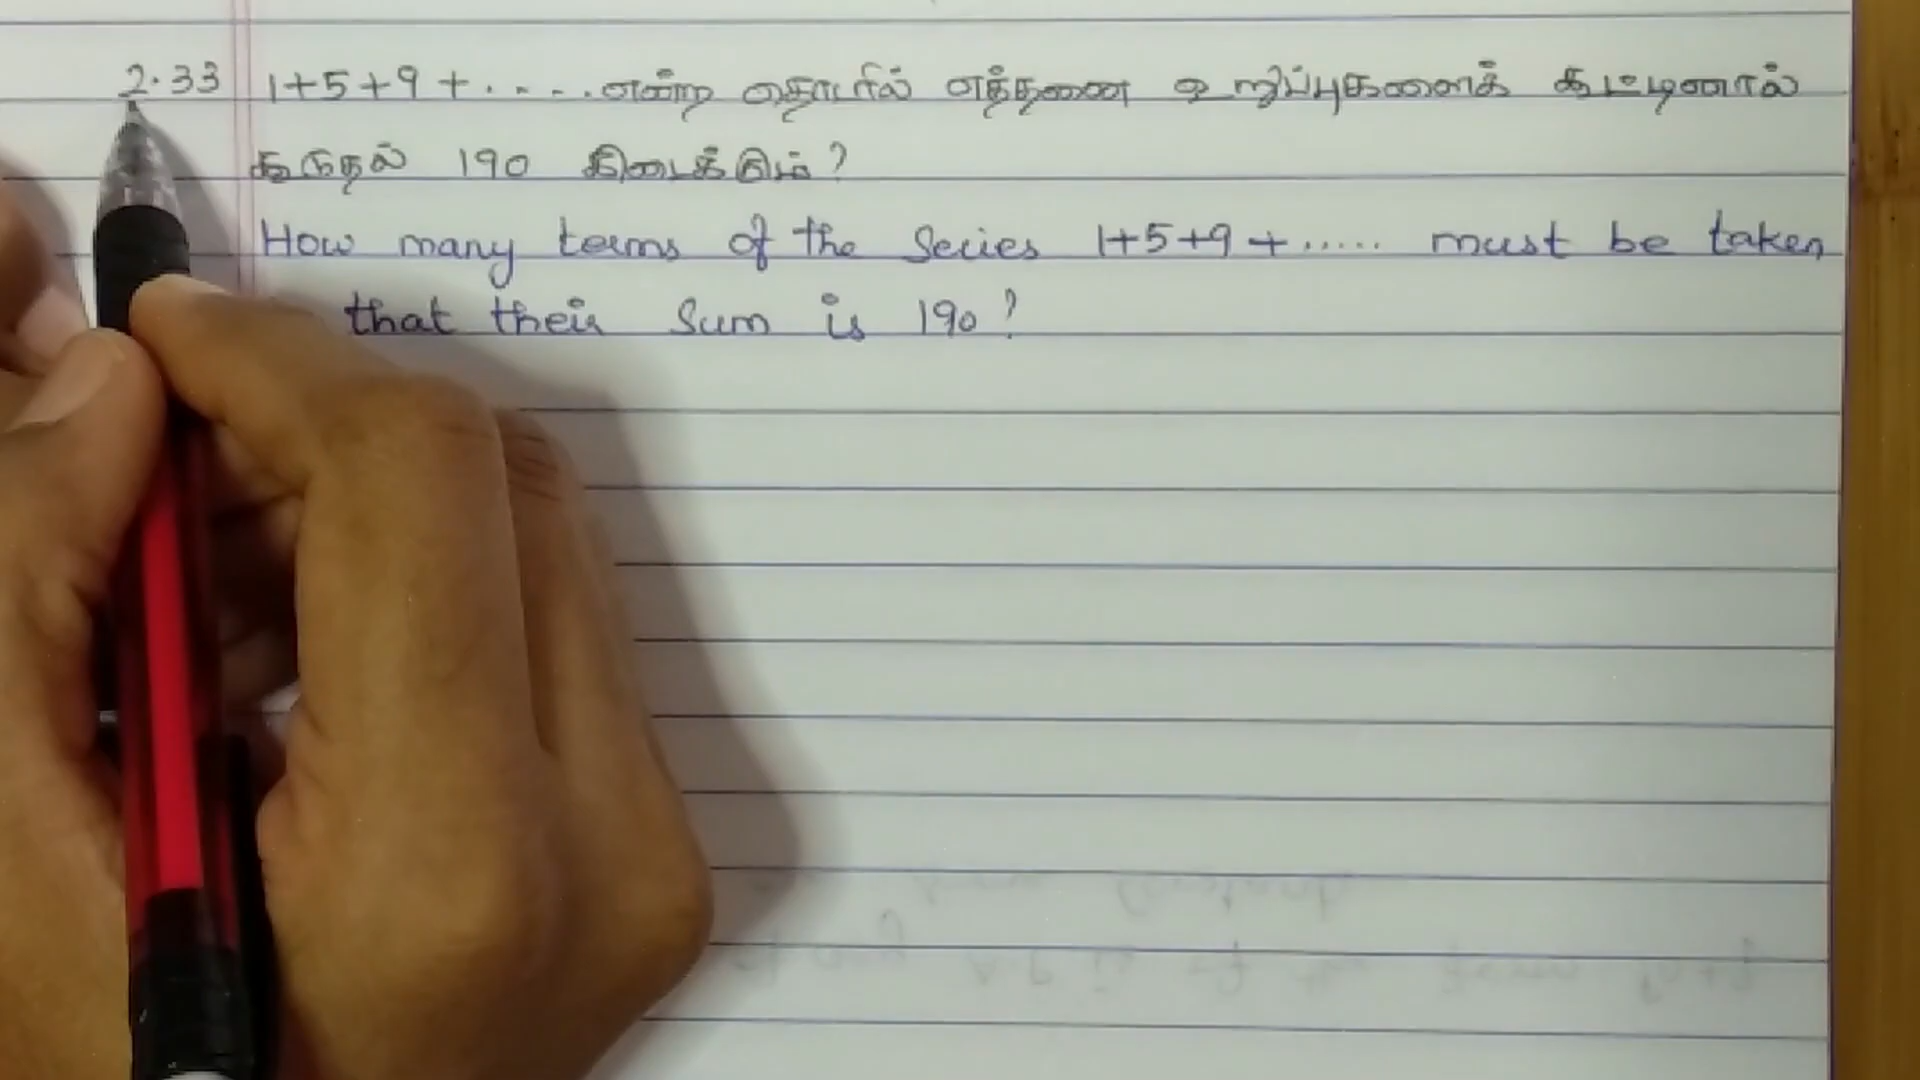 2.33 1+5+9+.....என்ற தொடரில் எத்தனை உறுப்புகளைக் கூட்டினால்
கூடுதல் 190 கிடைக்கும்?
How many terms of the Series 1+5+9+..... must be taken
that their Sum is 190?